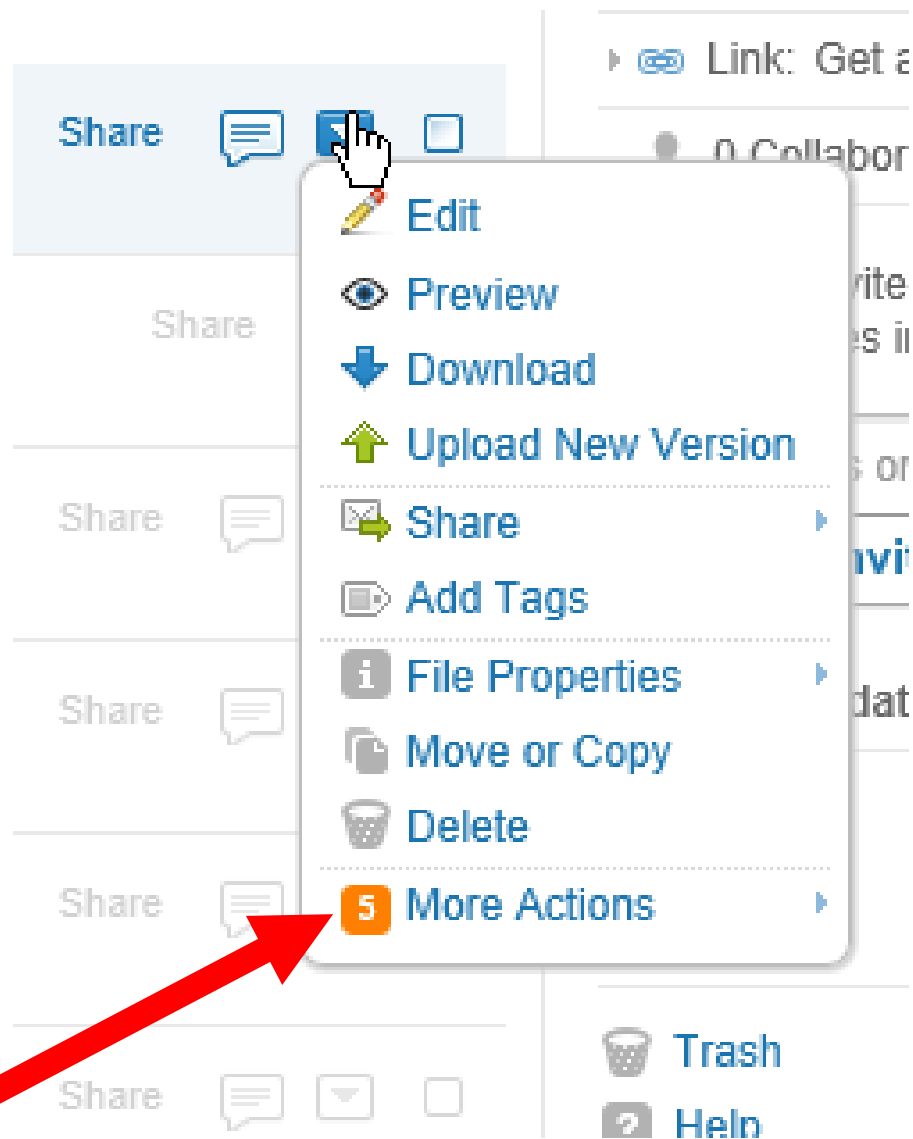 Link: Get a
Share
0 Collabor
Edit
Preview
Share
Download
Upload New Version
Share
Share
Add Tags
File Properties
Share
Move or Copy
Delete
Share
5 More Actions
Trash
Share
Help